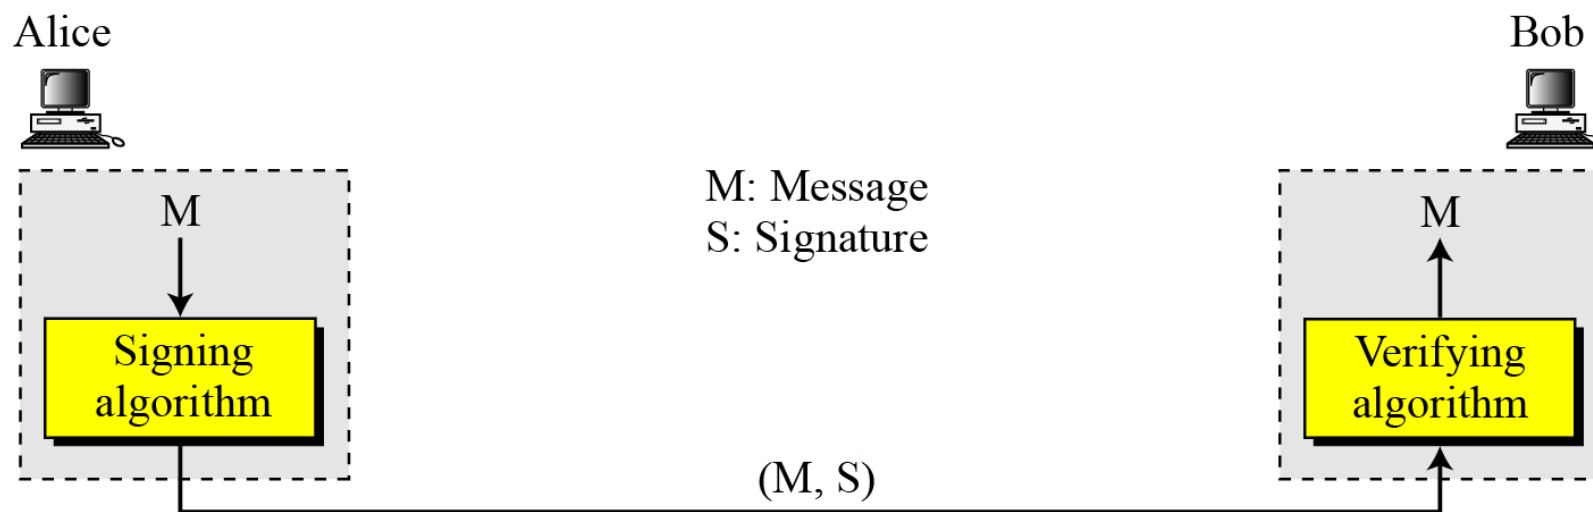 Alice
Bob
M: Message
S: Signature
M
M
Signing
algorithm
Verifying
algorithm
(M, S)